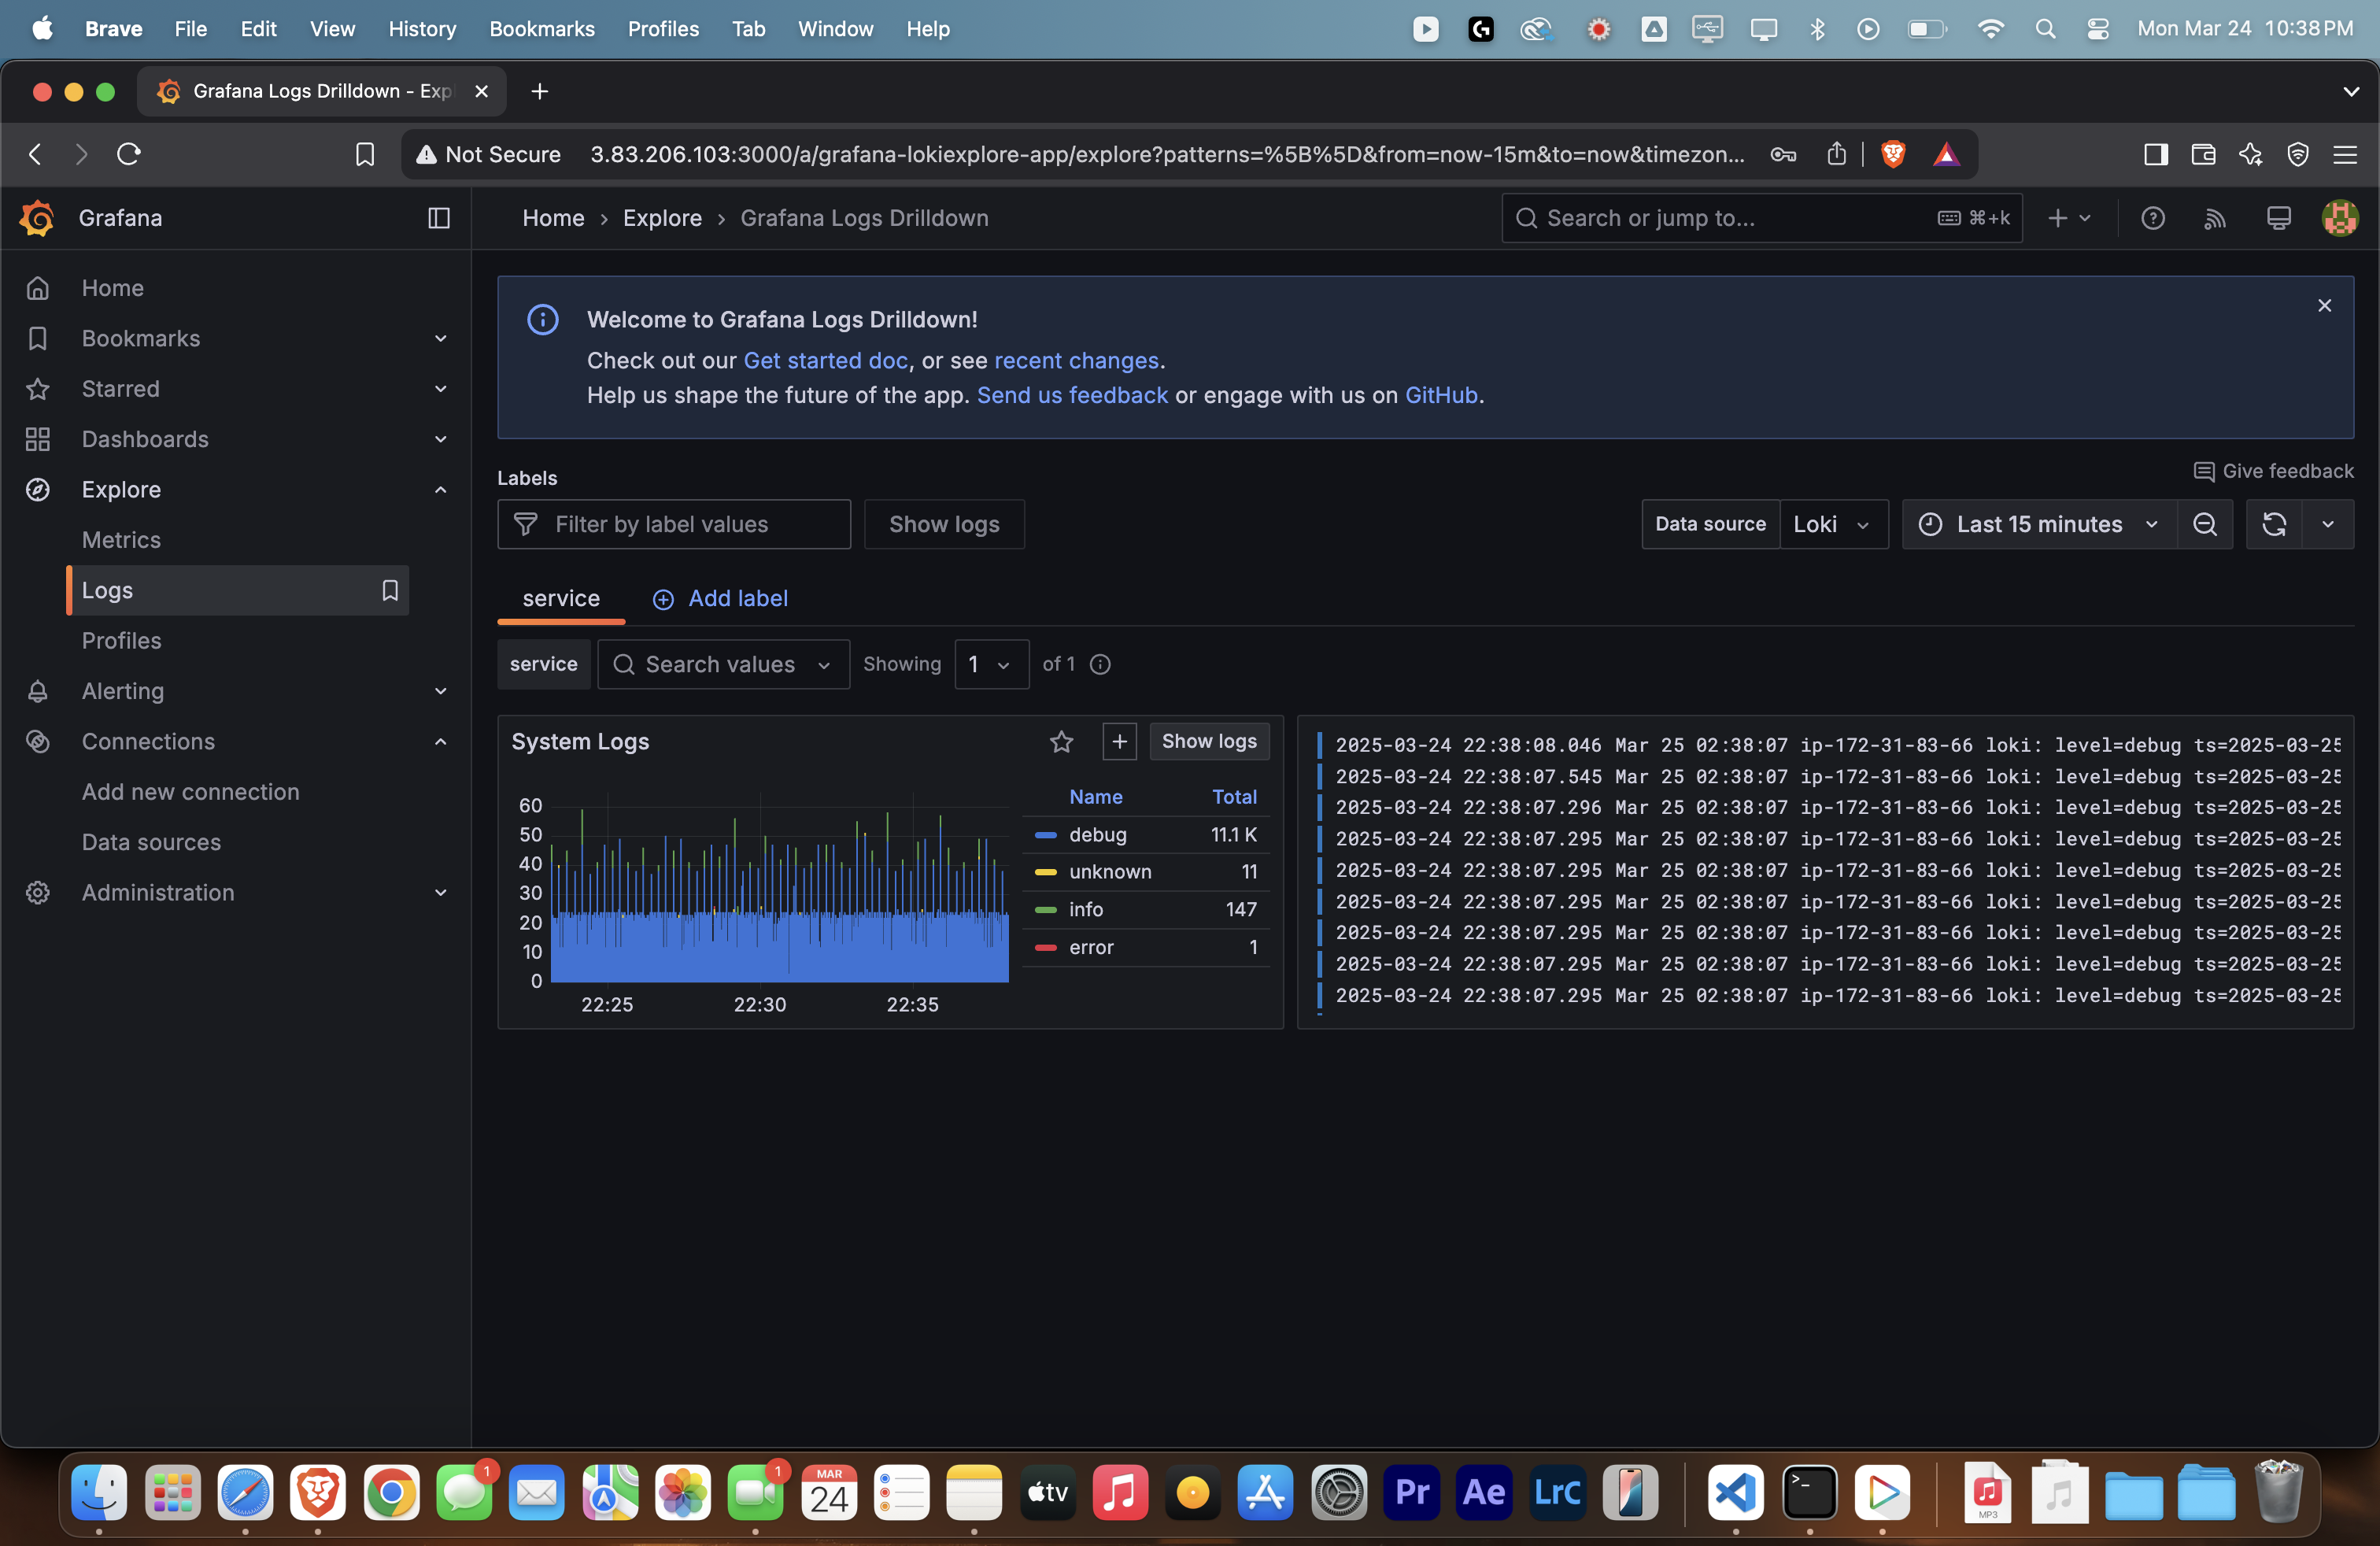 Brave File Edit View History Bookmarks Profiles Tab Window Help Mon Mar 24 10:38 PM
Grafana Logs Drilldown - Exp
Not Secure 3.83.206.103:3000/a/grafana-lokiexplore-app/explore?patterns=%5B%5D&from=now-15m&to=now&timezon...
Grafana
Home › Explore › Grafana Logs Drilldown
Search or jump to... ⌘+k
Home
Bookmarks
Starred
Dashboards
Explore
Metrics
Logs
Profiles
Alerting
Connections
Add new connection
Data sources
Administration
Welcome to Grafana Logs Drilldown!
Check out our Get started doc, or see recent changes.
Help us shape the future of the app. Send us feedback or engage with us on GitHub.
Labels
Give feedback
Filter by label values
Show logs
Data source Loki
Last 15 minutes
service
Add label
service Search values Showing 1 of 1
System Logs
Show logs
60
50
40
30
20
10
0
22:25 22:30 22:35
Name Total
debug 11.1 K
unknown 11
info 147
error 1
2025-03-24 22:38:08.046 Mar 25 02:38:07 ip-172-31-83-66 loki: level=debug ts=2025-03-25
2025-03-24 22:38:07.545 Mar 25 02:38:07 ip-172-31-83-66 loki: level=debug ts=2025-03-25
2025-03-24 22:38:07.296 Mar 25 02:38:07 ip-172-31-83-66 loki: level=debug ts=2025-03-25
2025-03-24 22:38:07.295 Mar 25 02:38:07 ip-172-31-83-66 loki: level=debug ts=2025-03-25
2025-03-24 22:38:07.295 Mar 25 02:38:07 ip-172-31-83-66 loki: level=debug ts=2025-03-25
2025-03-24 22:38:07.295 Mar 25 02:38:07 ip-172-31-83-66 loki: level=debug ts=2025-03-25
2025-03-24 22:38:07.295 Mar 25 02:38:07 ip-172-31-83-66 loki: level=debug ts=2025-03-25
2025-03-24 22:38:07.295 Mar 25 02:38:07 ip-172-31-83-66 loki: level=debug ts=2025-03-25
2025-03-24 22:38:07.295 Mar 25 02:38:07 ip-172-31-83-66 loki: level=debug ts=2025-03-25
1
1
MAR
24
tv
Pr
Ae
LrC
MP3